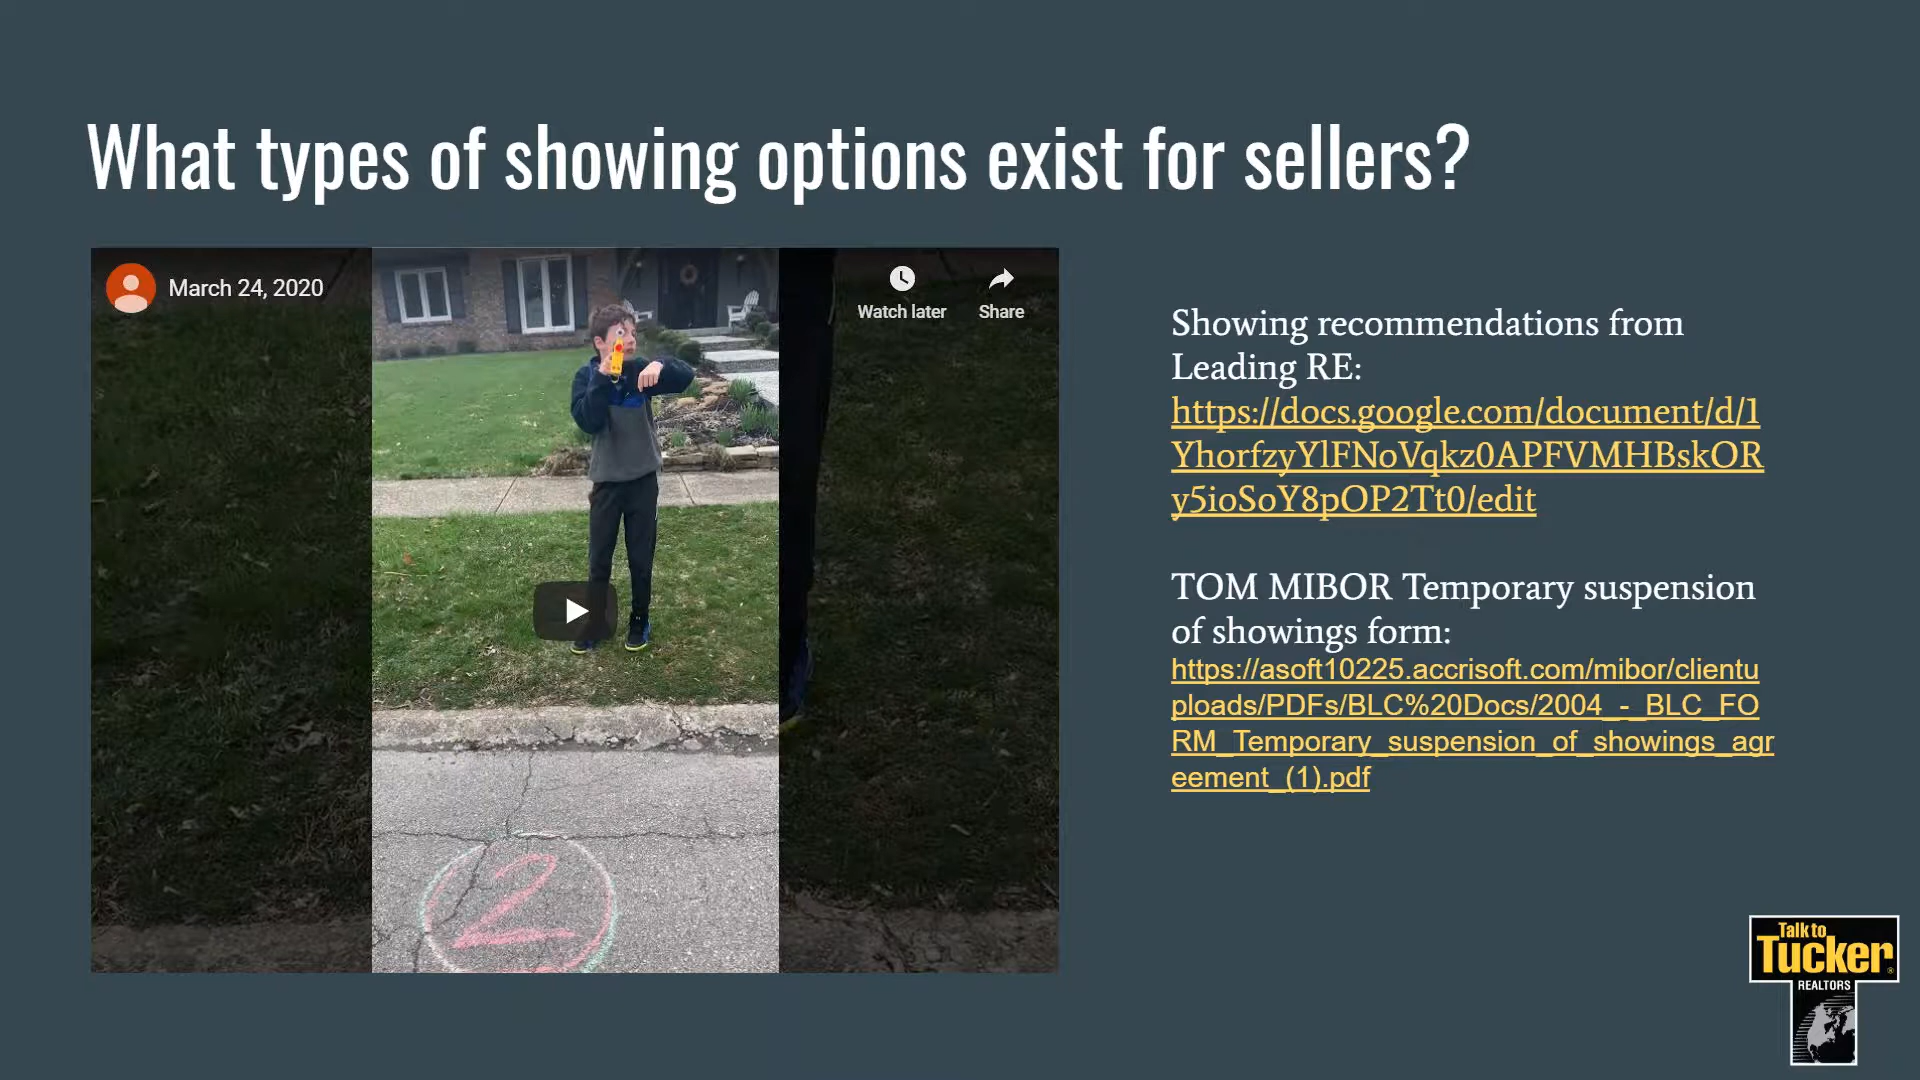 What types of showing options exist for sellers?
March 24, 2020
Watch later
Share
Showing recommendations from
Leading RE:
https://docs.google.com/document/d/1
YhorfzyYlFNoVqkz0APFVMHBskOR
y5ioSoY8pOP2Tt0/edit
TOM MIBOR Temporary suspension
of showings form:
https://asoft10225.accrisoft.com/mibor/clientu
ploads/PDFs/BLC%20Docs/2004_-_BLC_FO
RM_Temporary_suspension_of_showings_agr
eement_(1).pdf
2
Talk to
Tucker®
REALTORS